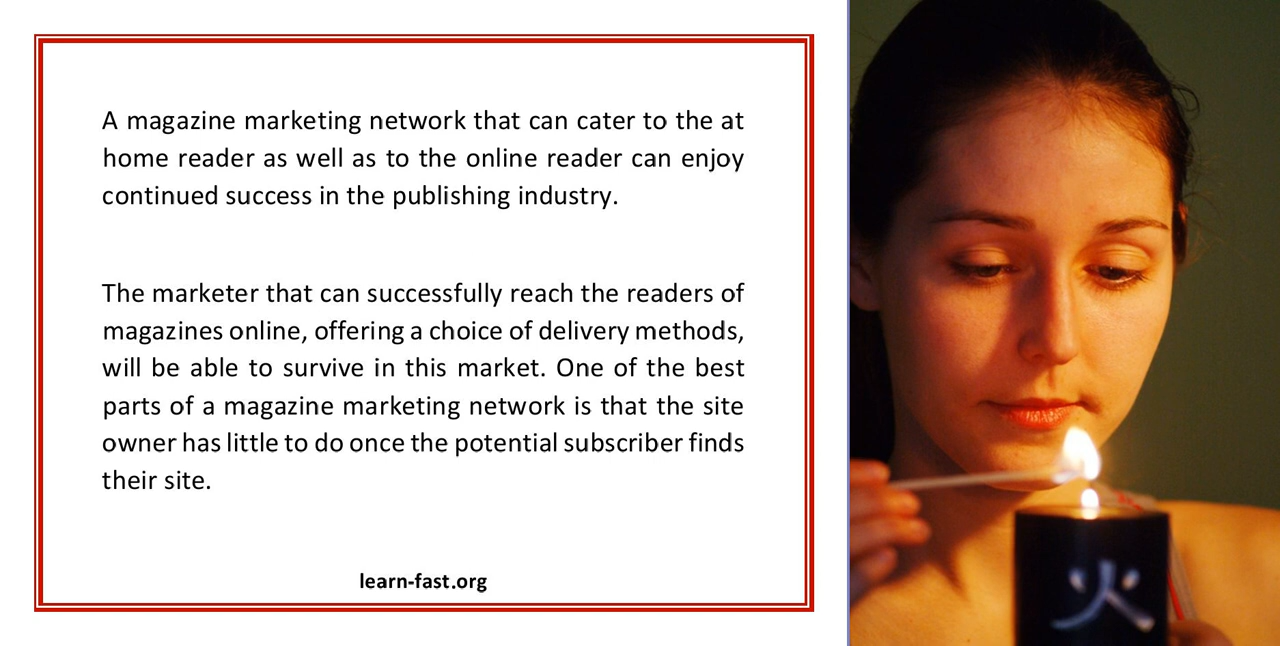 A magazine marketing network that can cater to the at
home reader as well as to the online reader can enjoy
continued success in the publishing industry.
The marketer that can successfully reach the readers of
magazines online, offering a choice of delivery methods,
will be able to survive in this market. One of the best
parts of a magazine marketing network is that the site
owner has little to do once the potential subscriber finds
their site.
learn-fast.org
火